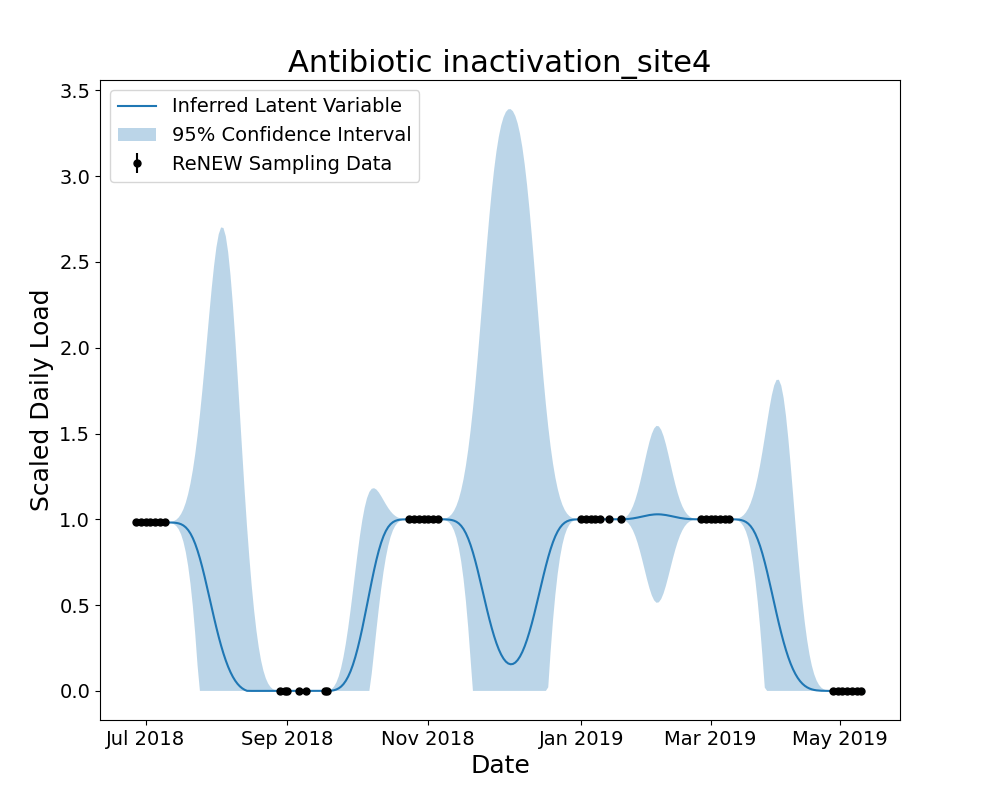 Antibiotic inactivation_site4
Inferred Latent Variable
95% Confidence Interval
ReNEW Sampling Data
Scaled Daily Load
3.5
3.0
2.5
2.0
1.5
1.0
0.5
0.0
Jul 2018 Sep 2018 Nov 2018 Jan 2019 Mar 2019 May 2019
Date